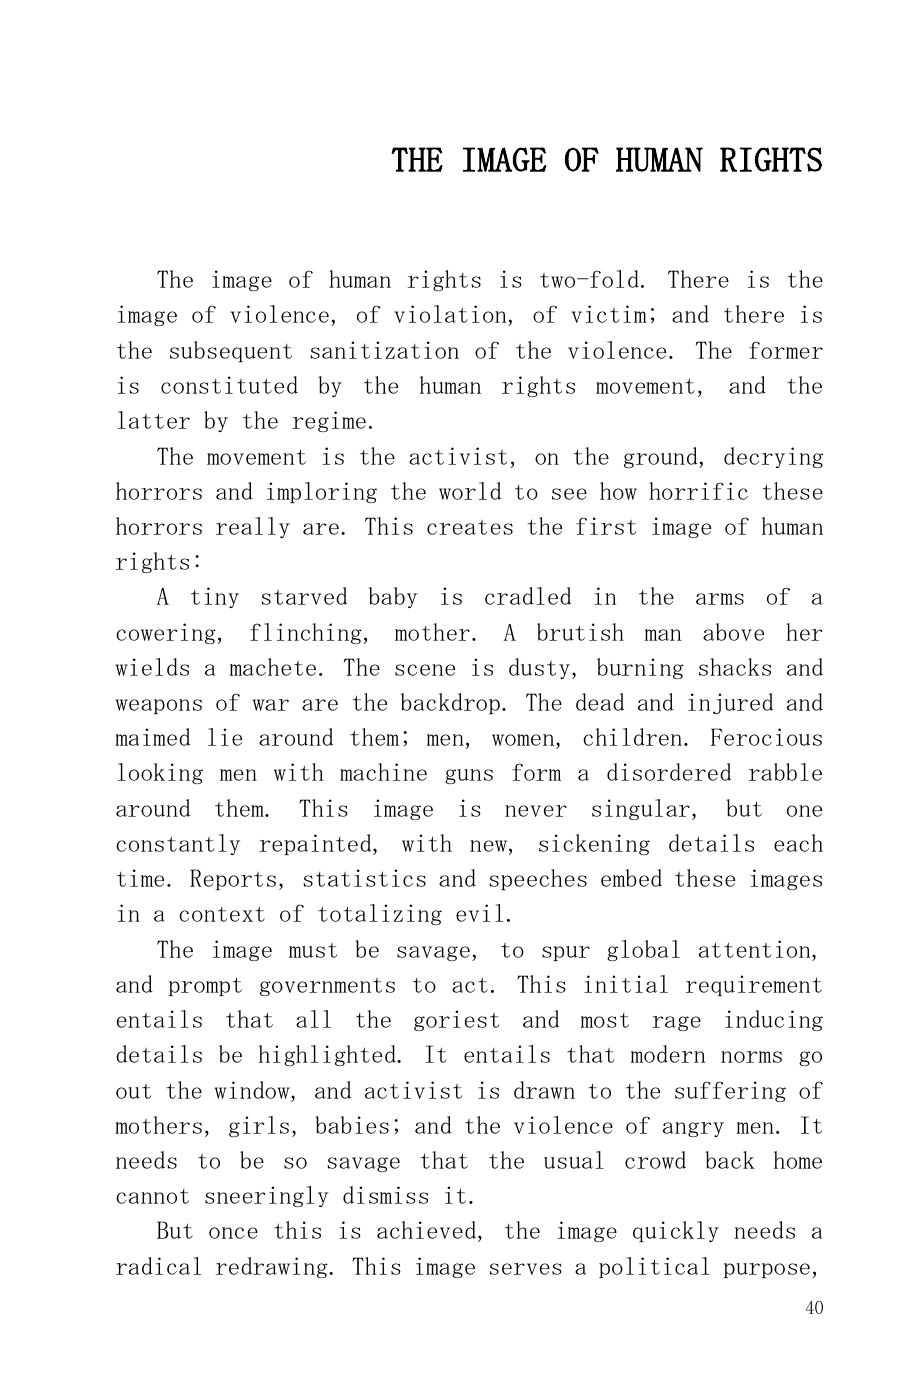 THE IMAGE OF HUMAN RIGHTS
The image of human rights is two-fold. There is the
image of violence, of violation, of victim; and there is
the subsequent sanitization of the violence. The former
is constituted by the human rights movement, and the
latter by the regime.
The movement is the activist, on the ground, decrying
horrors and imploring the world to see how horrific these
horrors really are. This creates the first image of human
rights:
A tiny starved baby is cradled in the arms of a
cowering, flinching, mother. A brutish man above her
wields a machete. The scene is dusty, burning shacks and
weapons of war are the backdrop. The dead and injured and
maimed lie around them; men, women, children. Ferocious
looking men with machine guns form a disordered rabble
around them. This image is never singular, but one
constantly repainted, with new, sickening details each
time. Reports, statistics and speeches embed these images
in a context of totalizing evil.
The image must be savage, to spur global attention,
and prompt governments to act. This initial requirement
entails that all the goriest and most rage inducing
details be highlighted. It entails that modern norms go
out the window, and activist is drawn to the suffering of
mothers, girls, babies; and the violence of angry men. It
needs to be so savage that the usual crowd back home
cannot sneeringly dismiss it.
But once this is achieved, the image quickly needs a
radical redrawing. This image serves a political purpose,
40